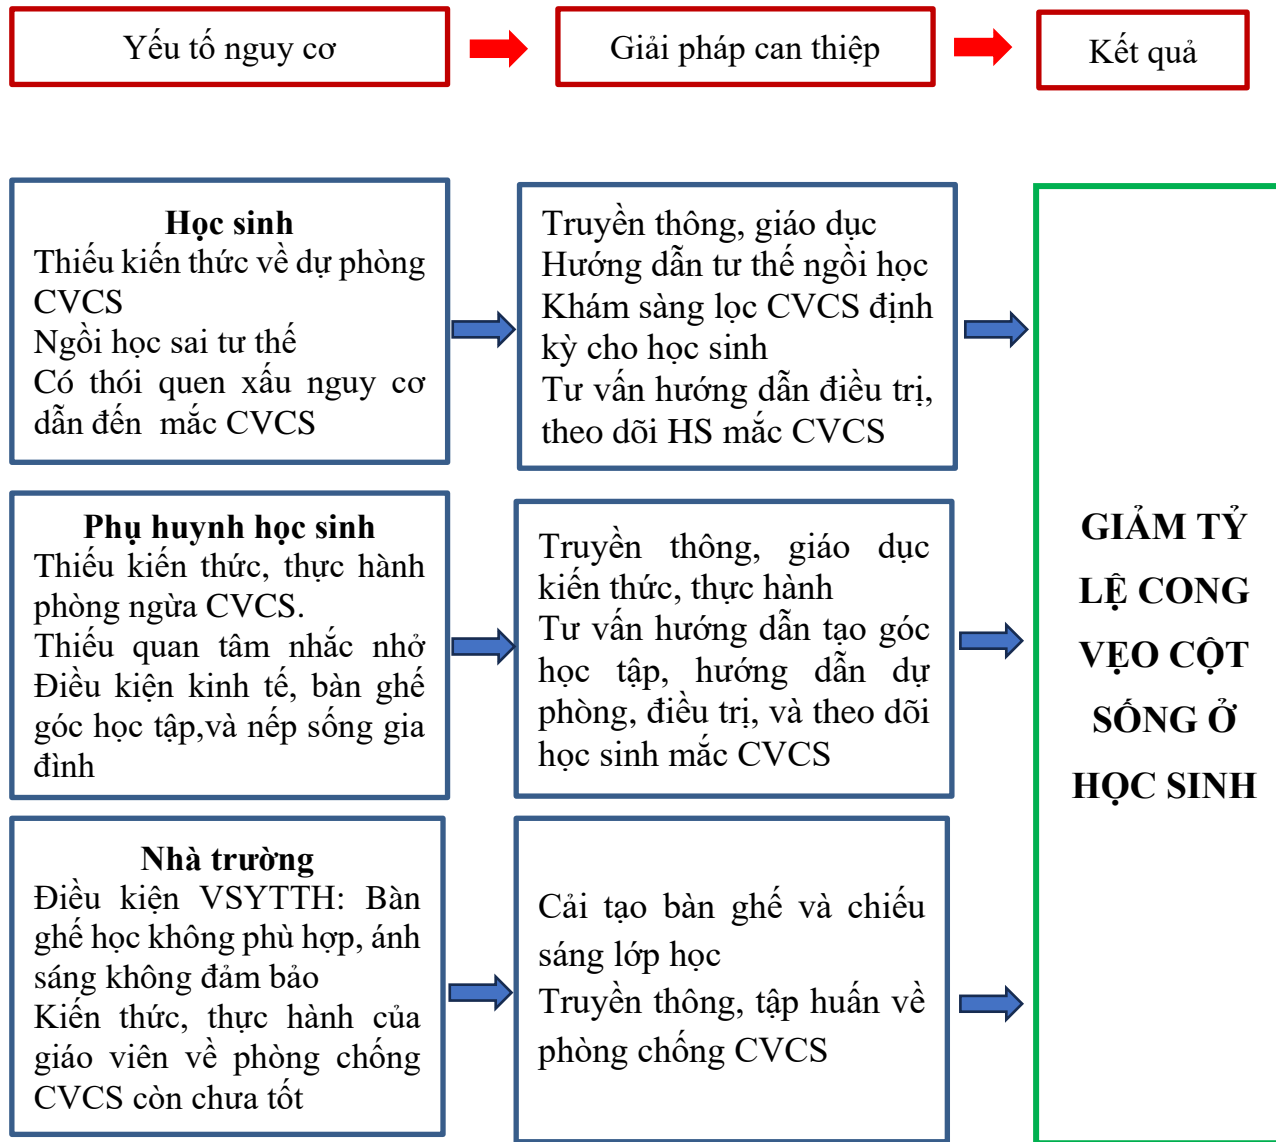 Yếu tố nguy cơ
Giải pháp can thiệp
Kết quả
Học sinh
Thiếu kiến thức về dự phòng
CVCS
Ngồi học sai tư thế
Có thói quen xấu nguy cơ
dẫn đến mắc CVCS
Truyền thông, giáo dục
Hướng dẫn tư thế ngồi học
Khám sàng lọc CVCS định
kỳ cho học sinh
Tư vấn hướng dẫn điều trị,
theo dõi HS mắc CVCS
Phụ huynh học sinh
Thiếu kiến thức, thực hành
phòng ngừa CVCS.
Thiếu quan tâm nhắc nhở
Điều kiện kinh tế, bàn ghế
góc học tập,và nếp sống gia
đình
Truyền thông, giáo dục
kiến thức, thực hành
Tư vấn hướng dẫn tạo góc
học tập, hướng dẫn dự
phòng, điều trị, và theo dõi
học sinh mắc CVCS
Nhà trường
Điều kiện VSYTTH: Bàn
ghế học không phù hợp, ánh
sáng không đảm bảo
Kiến thức, thực hành của
giáo viên về phòng chống
CVCS còn chưa tốt
Cải tạo bàn ghế và chiếu
sáng lớp học
Truyền thông, tập huấn về
phòng chống CVCS
GIẢM TỶ
LỆ CONG
VẸO CỘT
SỐNG Ở
HỌC SINH